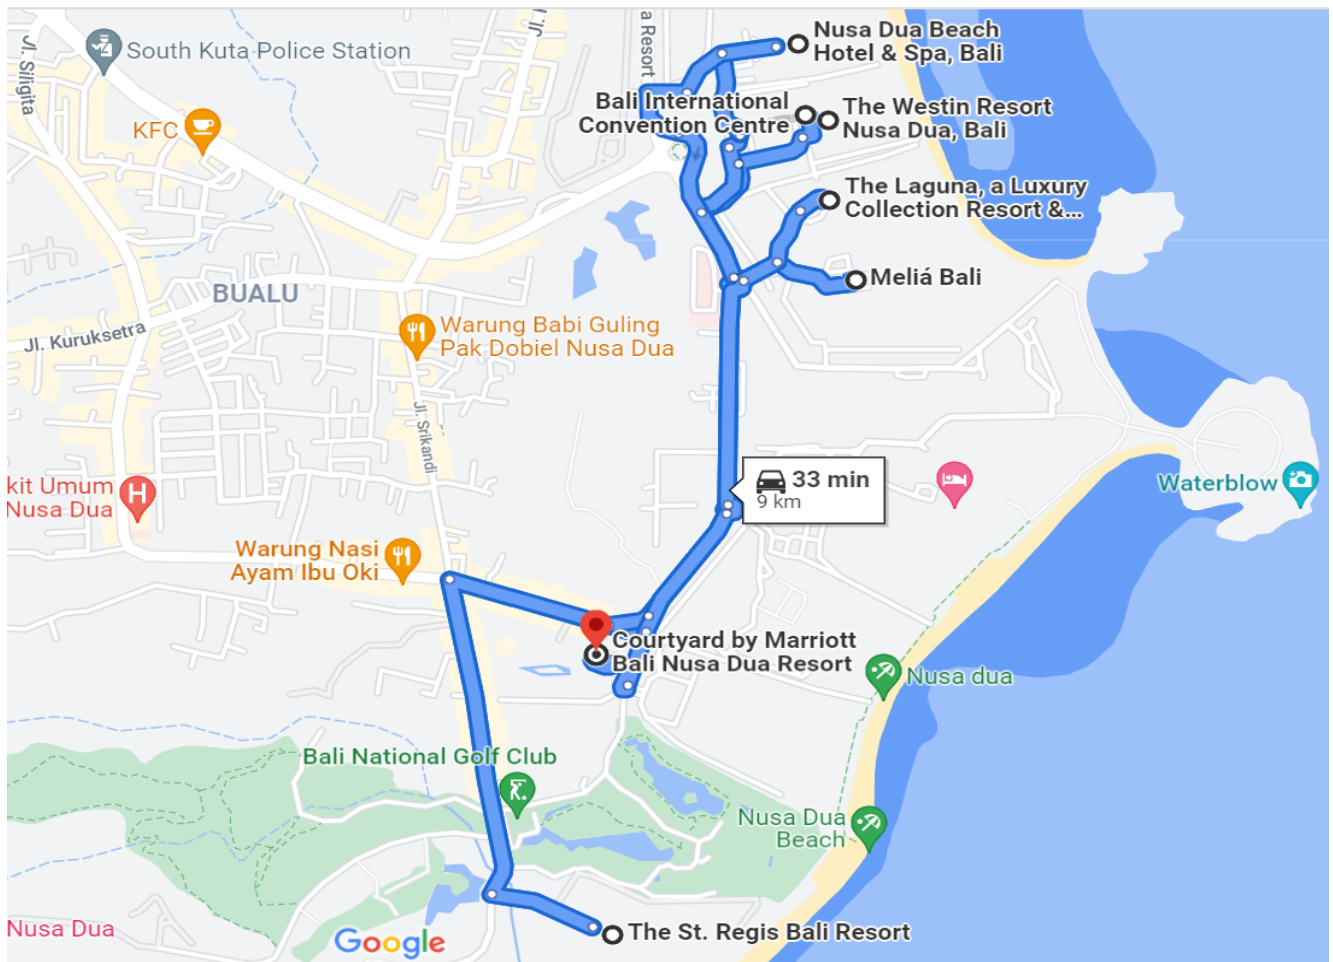 Nusa Dua Beach
Hotel & Spa, Bali
South Kuta Police Station
Jl. Siligita
a Resort
KFC
Bali International
Convention Centre
The Westin Resort
Nusa Dua, Bali
The Laguna, a Luxury
Collection Resort &...
Meliá Bali
BUALU
Jl. Kuruksetra
Warung Babi Guling
Pak Dobiel Nusa Dua
Jl. Srikandi
33 min
9 km
kit Umum
Nusa Dua
H
Waterblow
Warung Nasi
Ayam Ibu Oki
Courtyard by Marriott
Bali Nusa Dua Resort
Nusa dua
Bali National Golf Club
Nusa Dua
Beach
Nusa Dua
Google
The St. Regis Bali Resort